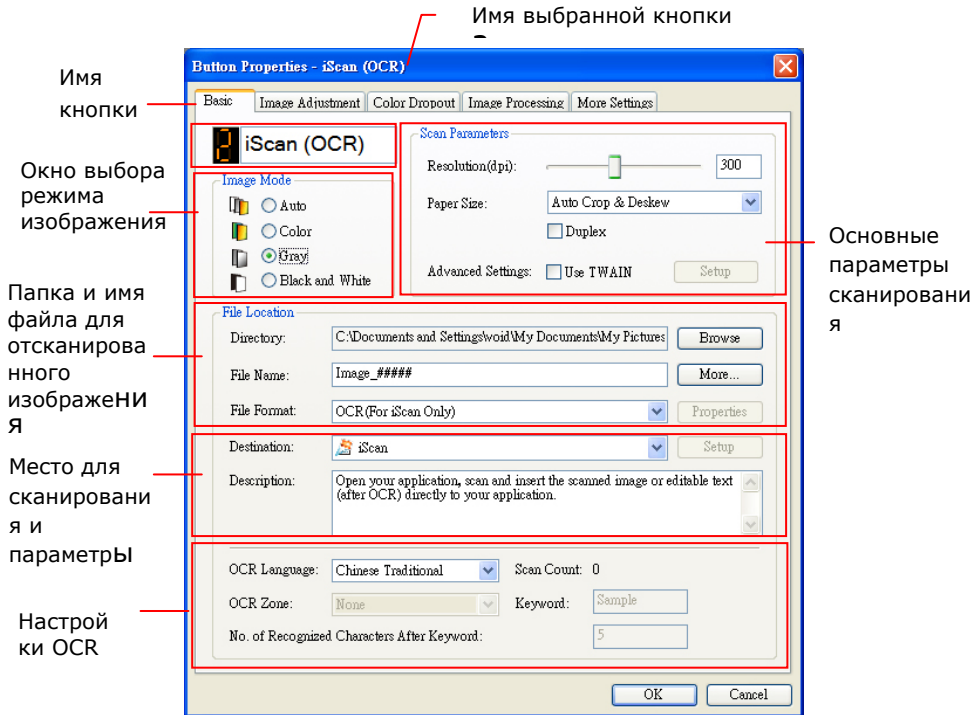 Имя выбранной кнопки
Button Properties - iScan (OCR)
Имя
кнопки
Basic
Image Adjustment
Color Dropout
Image Processing
More Settings
2
iScan (OCR)
Окно выбора
режима
изображения
Image Mode
Auto
Color
Gray
Black and White
Scan Parameters
Resolution(dpi):
300
Paper Size:
Auto Crop & Deskew
Duplex
Advanced Settings:
Use TWAIN
Setup
Основные
параметры
сканировани
я
Папка и имя
файла для
отсканирова
нного
изображени
я
File Location
Directory:
C:\Documents and Settings\void\My Documents\My Pictures
Browse
File Name:
Image_#####
More...
File Format:
OCR(For iScan Only)
Properties
Место для
сканировани
я и
параметры
Destination:
iScan
Setup
Description:
Open your application, scan and insert the scanned image or editable text
(after OCR) directly to your application.
Настрой
ки OCR
OCR Language:
Chinese Traditional
Scan Count: 0
OCR Zone:
None
Keyword:
Sample
No. of Recognized Characters After Keyword:
5
OK
Cancel